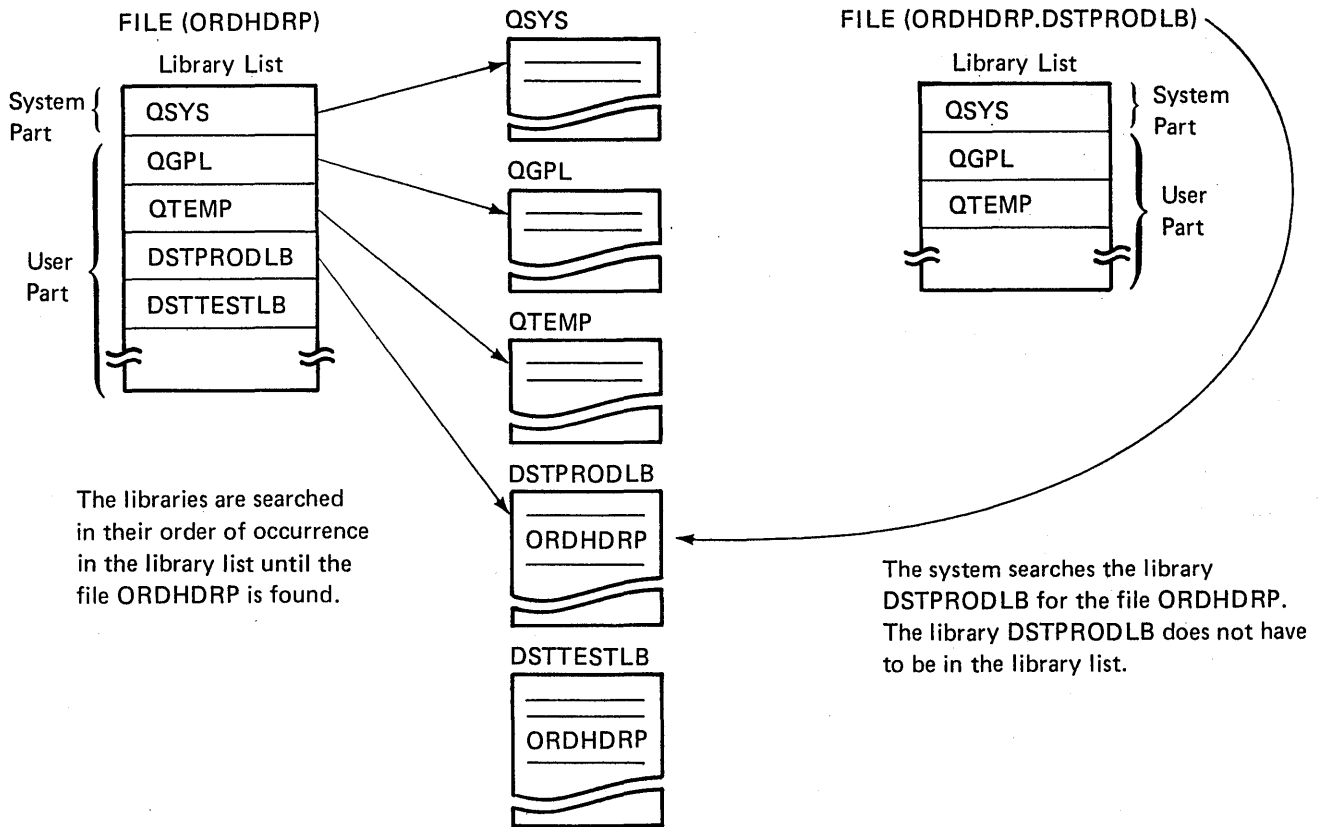 FILE (ORDHDRP)
Library List
System
Part
QSYS
QGPL
QTEMP
DSTPRODLB
DSTTESTLB
User
Part
The libraries are searched
in their order of occurrence
in the library list until the
file ORDHDRP is found.
QSYS
QGPL
QTEMP
DSTPRODLB
ORDHDRP
DSTTESTLB
ORDHDRP
FILE (ORDHDRP.DSTPRODLB)
Library List
QSYS
QGPL
QTEMP
System
Part
User
Part
The system searches the library
DSTPRODLB for the file ORDHDRP.
The library DSTPRODLB does not have
to be in the library list.